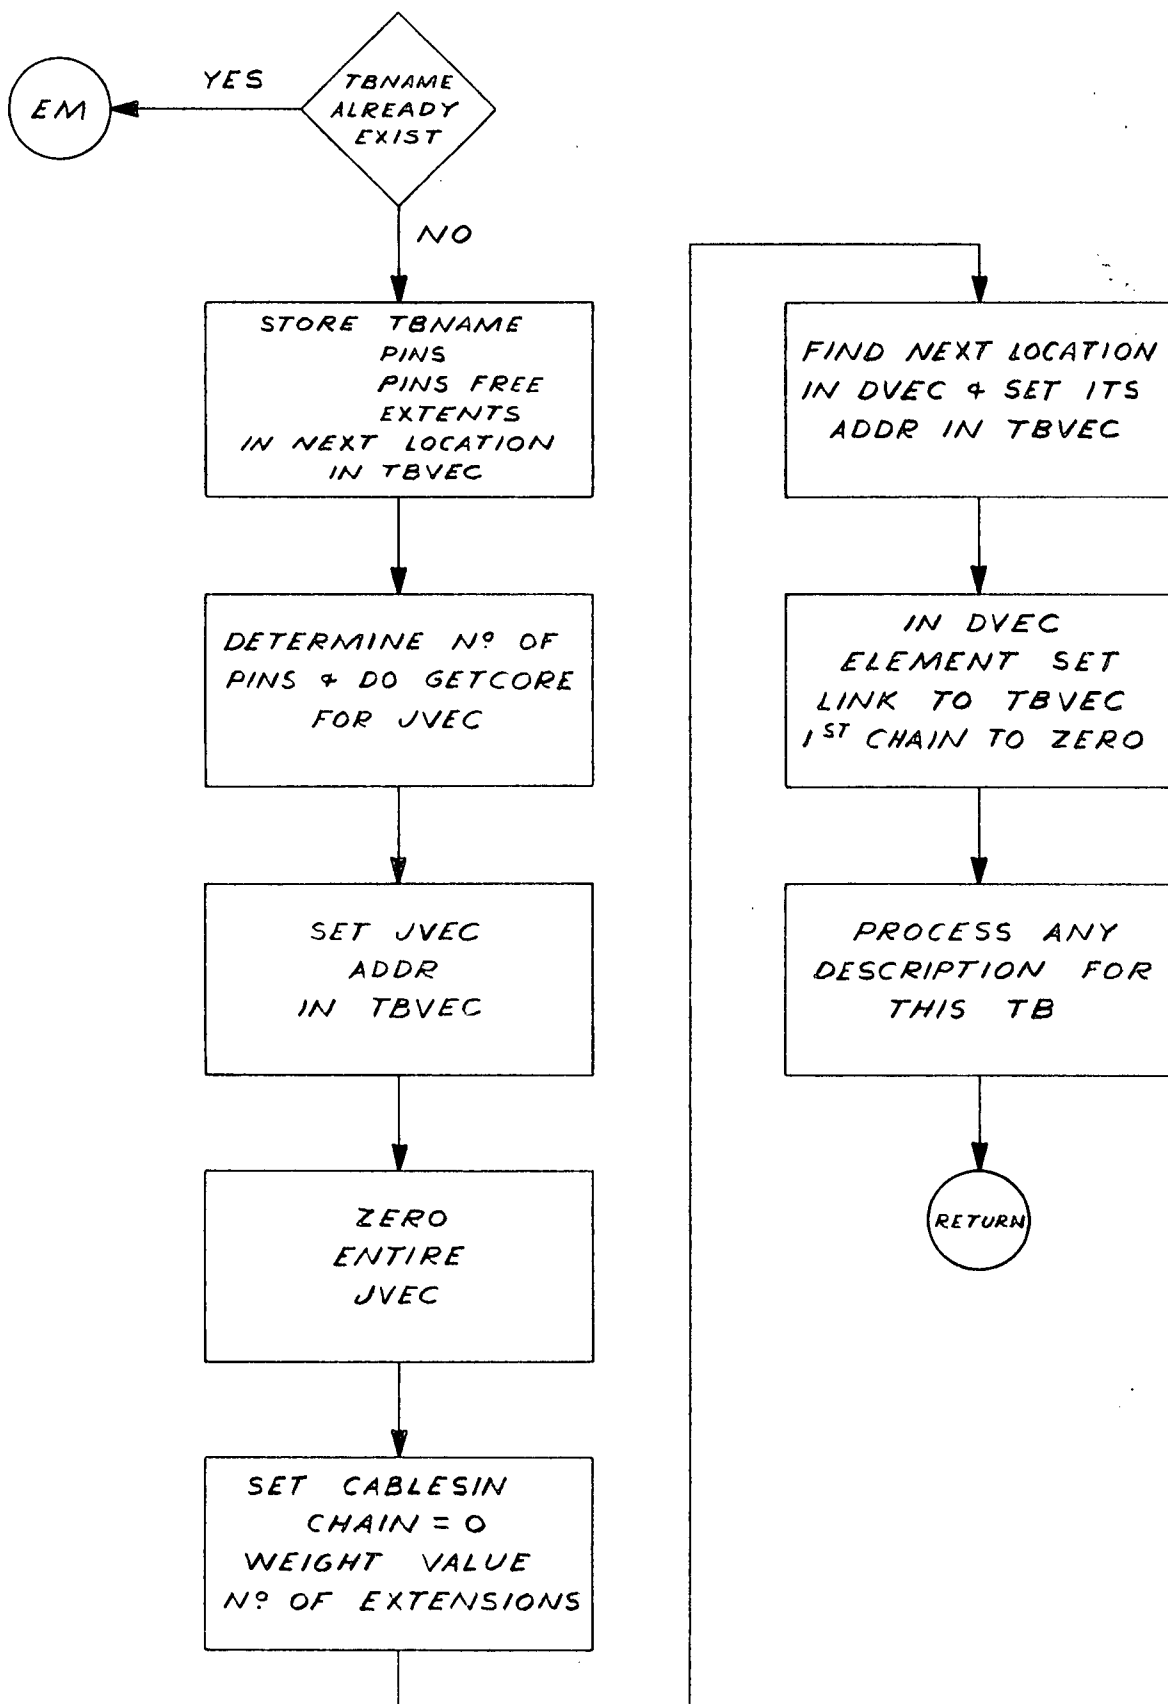 YES
EM
TBNAME
ALREADY
EXIST
NO
STORE TBNAME
PINS
PINS FREE
EXTENTS
IN NEXT LOCATION
IN TBVEC
DETERMINE Nº OF
PINS & DO GETCORE
FOR JVEC
SET JVEC
ADDR
IN TBVEC
ZERO
ENTIRE
JVEC
SET CABLESIN
CHAIN = 0
WEIGHT VALUE
Nº OF EXTENSIONS
FIND NEXT LOCATION
IN DVEC & SET ITS
ADDR IN TBVEC
IN DVEC
ELEMENT SET
LINK TO TBVEC
1ST CHAIN TO ZERO
PROCESS ANY
DESCRIPTION FOR
THIS TB
RETURN